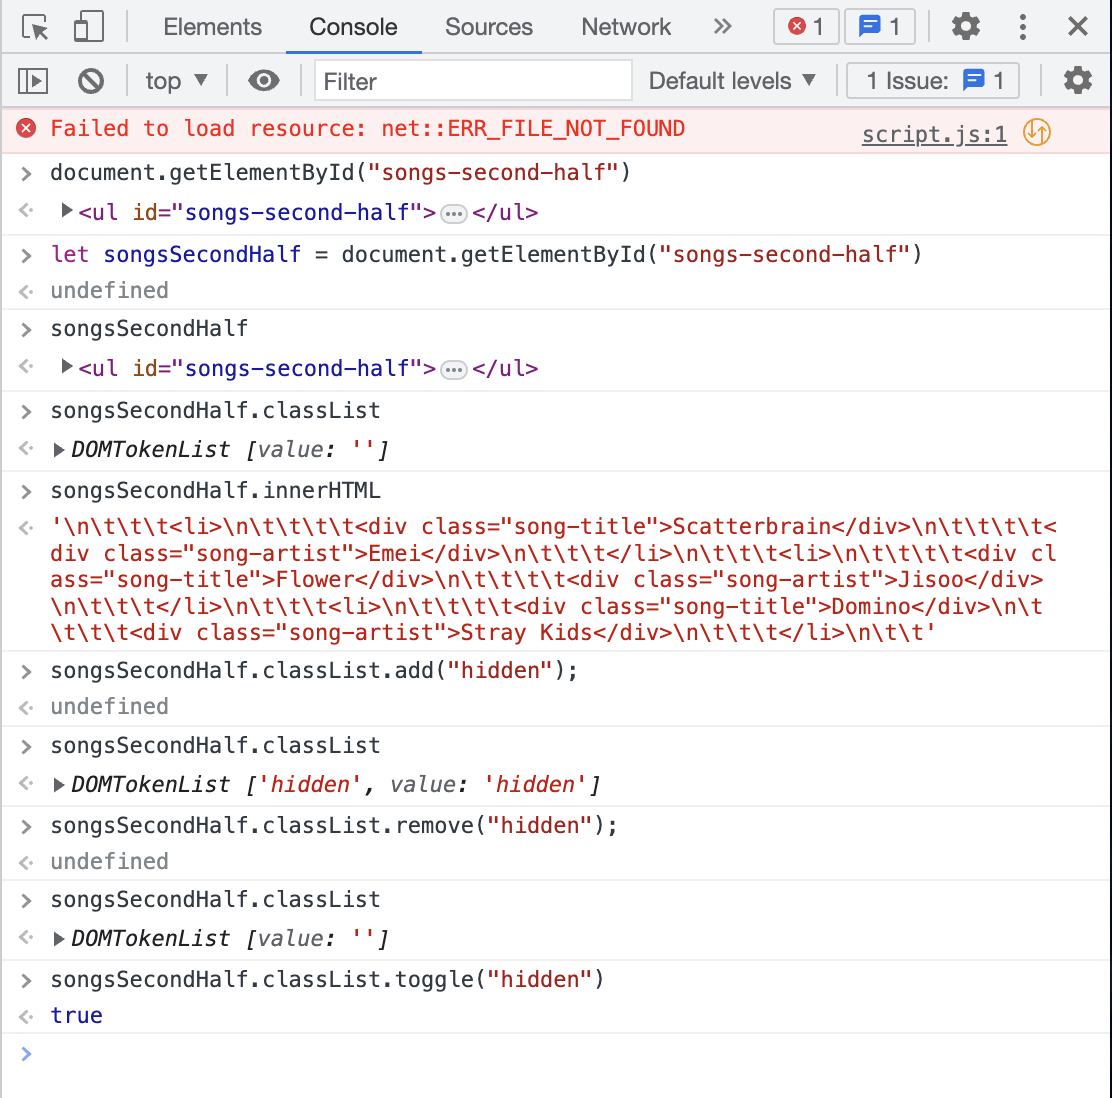 Elements Console Sources Network » 1 1
top ▼ Filter Default levels ▼ 1 Issue: 1
Failed to load resource: net::ERR_FILE_NOT_FOUND script.js:1
> document.getElementById("songs-second-half")
<ul id="songs-second-half">…</ul>
> let songsSecondHalf = document.getElementById("songs-second-half")
undefined
> songsSecondHalf
<ul id="songs-second-half">…</ul>
> songsSecondHalf.classList
DOMTokenList [value: '']
> songsSecondHalf.innerHTML
'\n\t\t\t<li>\n\t\t\t\t<div class="song-title">Scatterbrain</div>\n\t\t\t\t<
div class="song-artist">Emei</div>\n\t\t\t</li>\n\t\t\t<li>\n\t\t\t\t<div cl
ass="song-title">Flower</div>\n\t\t\t\t<div class="song-artist">Jisoo</div>
\n\t\t\t</li>\n\t\t\t<li>\n\t\t\t\t<div class="song-title">Domino</div>\n\t
\t\t\t<div class="song-artist">Stray Kids</div>\n\t\t\t</li>\n\t\t'
> songsSecondHalf.classList.add("hidden");
undefined
> songsSecondHalf.classList
DOMTokenList ['hidden', value: 'hidden']
> songsSecondHalf.classList.remove("hidden");
undefined
> songsSecondHalf.classList
DOMTokenList [value: '']
> songsSecondHalf.classList.toggle("hidden")
true
>